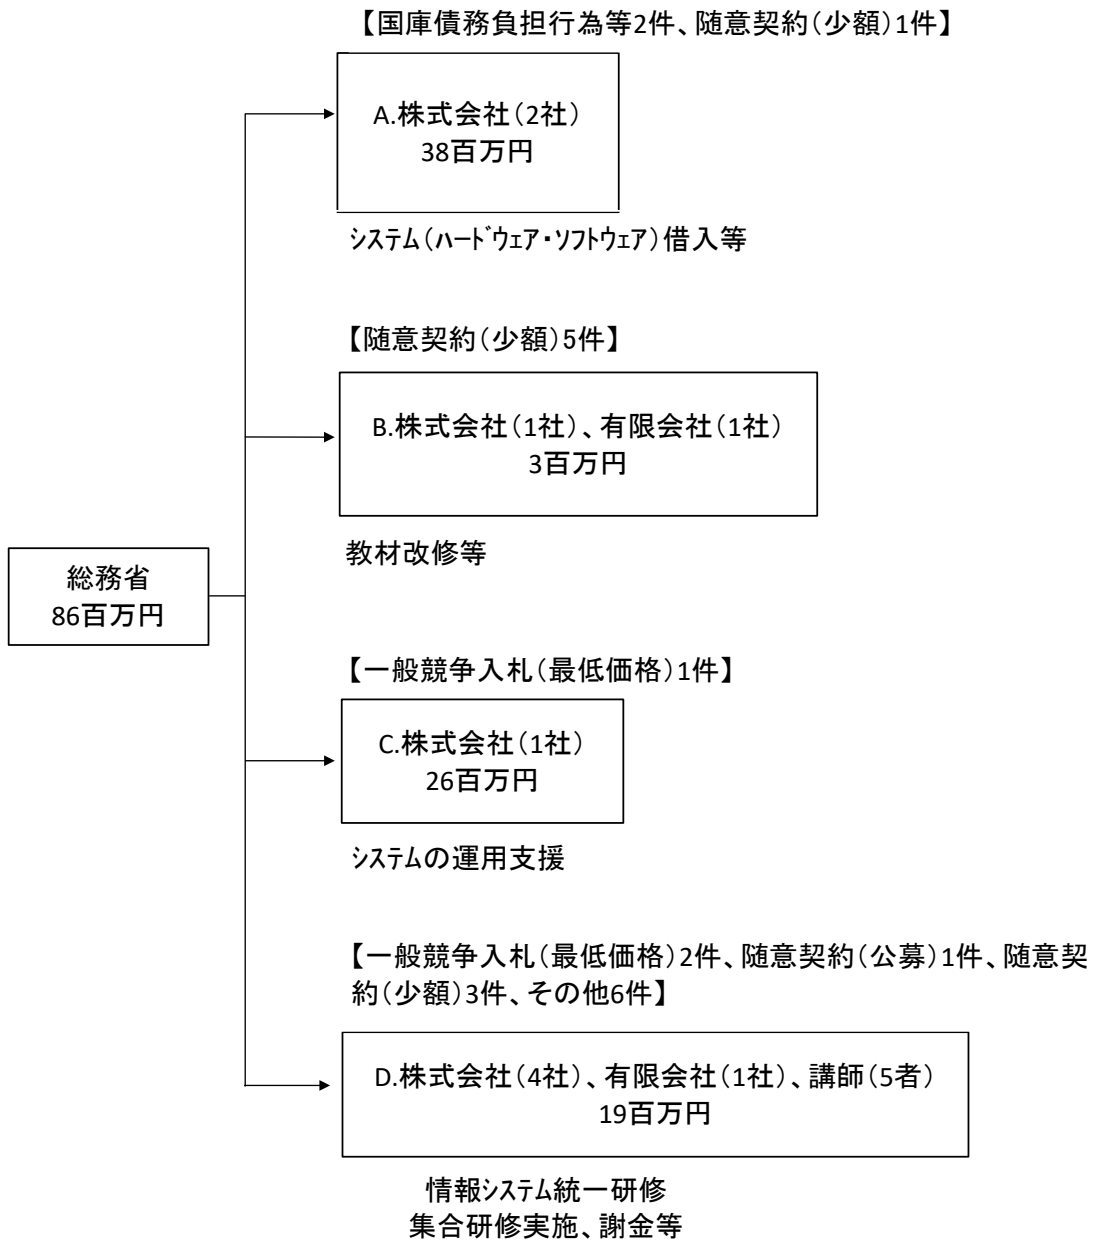 【国庫債務負担行為等2件、随意契約(少額)1件】
A.株式会社(2社)
38百万円
ｼｽﾃﾑ(ﾊｰﾄﾞｳｪｱ・ｿﾌﾄｳｪｱ)借入等
【随意契約(少額)5件】
B.株式会社(1社)、有限会社(1社)
3百万円
教材改修等
総務省
86百万円
【一般競争入札(最低価格)1件】
C.株式会社(1社)
26百万円
ｼｽﾃﾑの運用支援
【一般競争入札(最低価格)2件、随意契約(公募)1件、随意契
約(少額)3件、その他6件】
D.株式会社(4社)、有限会社(1社)、講師(5者)
19百万円
情報ｼｽﾃﾑ統一研修
集合研修実施、謝金等